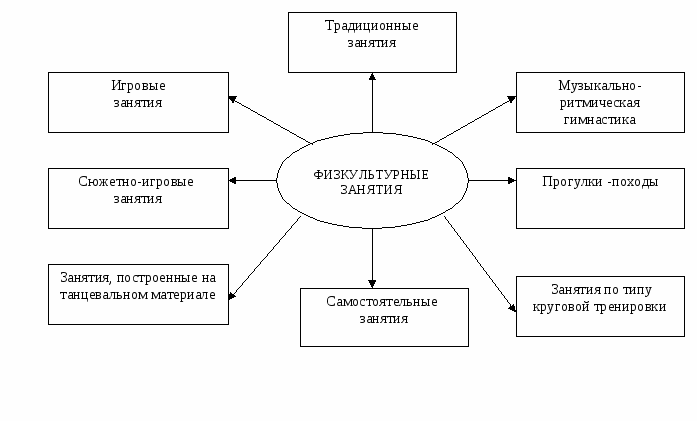 Традиционные
занятия
Игровые
занятия
Музыкально-
ритмическая
гимнастика
ФИЗКУЛЬТУРНЫЕ
ЗАНЯТИЯ
Сюжетно-игровые
занятия
Прогулки -походы
Занятия, построенные на
танцевальном материале
Самостоятельные
занятия
Занятия по типу
круговой тренировки